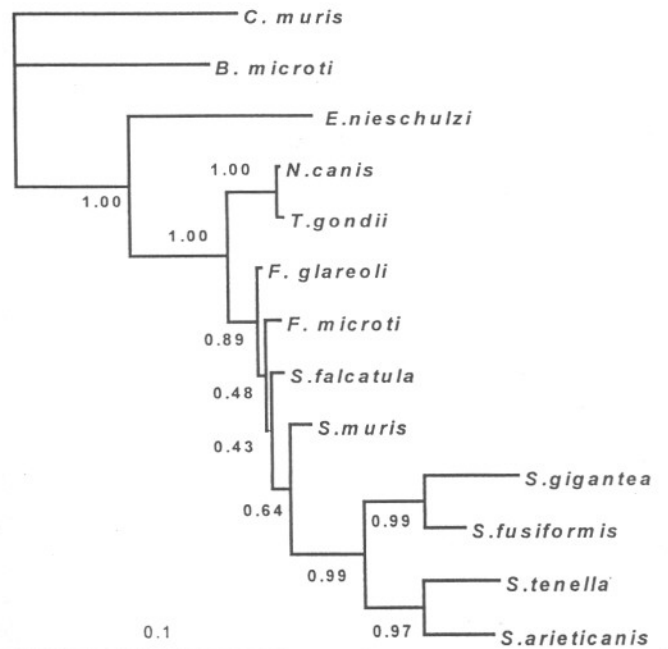 C. muris
B. microti
E.nieschulzi
1.00 N.canis
1.00
1.00 T.gondii
F. glareoli
0.89 F. microti
0.48 S.falcatula
0.43 S.muris
0.64 S.gigantea
0.99 S.fusiformis
0.99 S.tenella
0.1 0.97 S.arieticanis